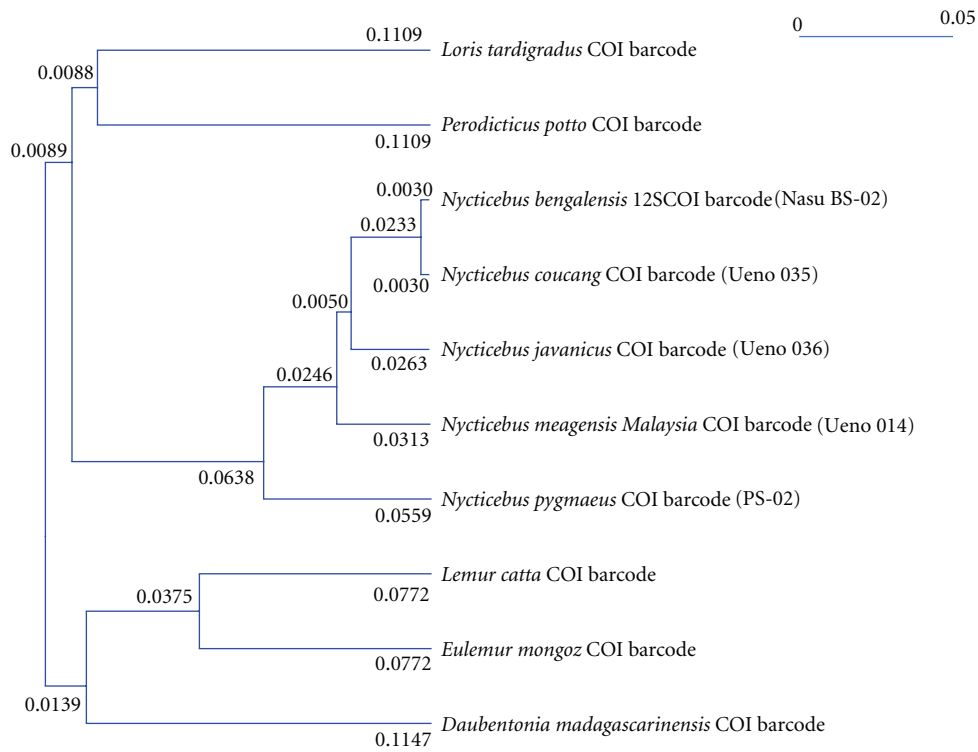 0 0.05
0.1109
Loris tardigradus COI barcode
0.0088
Perodicticus potto COI barcode
0.1109
0.0089
0.0030
Nycticebus bengalensis 12SCOI barcode (Nasu BS-02)
0.0233
Nycticebus coucang COI barcode (Ueno 035)
0.0030
0.0050
Nycticebus javanicus COI barcode (Ueno 036)
0.0263
0.0246
Nycticebus meagensis Malaysia COI barcode (Ueno 014)
0.0313
0.0638
Nycticebus pygmaeus COI barcode (PS-02)
0.0559
Lemur catta COI barcode
0.0772
0.0375
Eulemur mongoz COI barcode
0.0772
0.0139
Daubentonia madagascarinensis COI barcode
0.1147